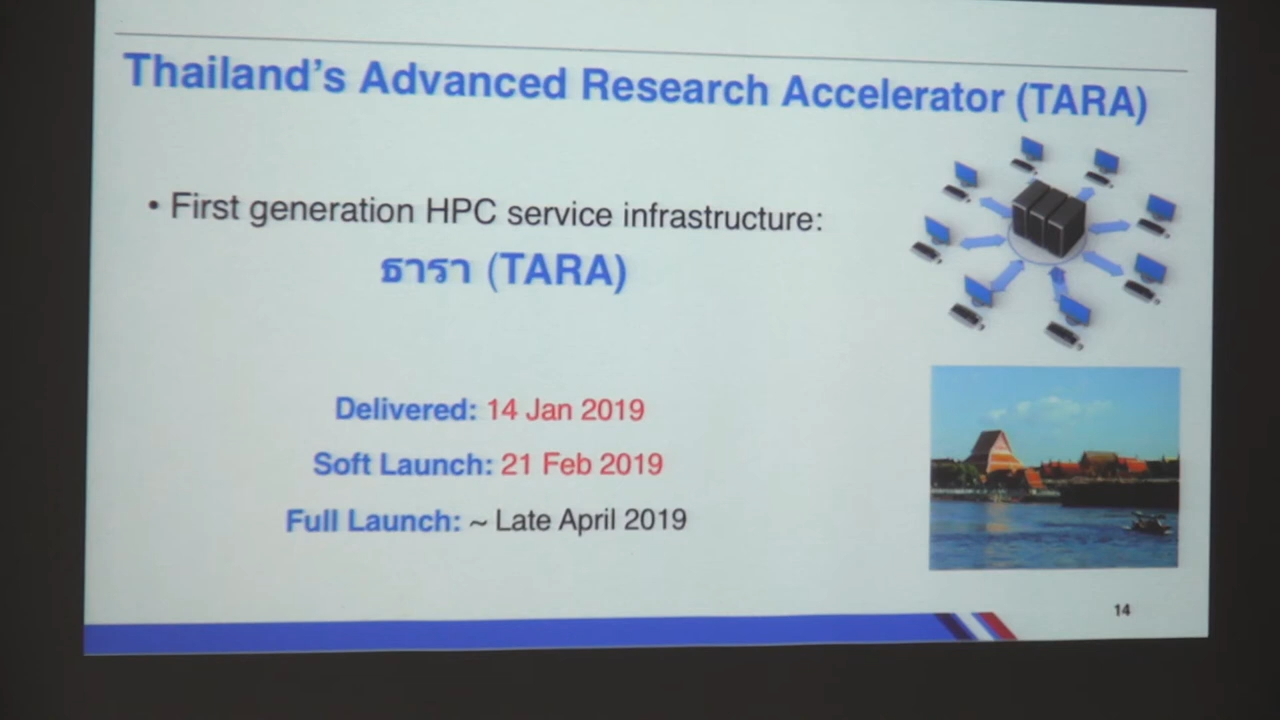 Thailand's Advanced Research Accelerator (TARA)
• First generation HPC service infrastructure:
ธารา (TARA)
Delivered: 14 Jan 2019
Soft Launch: 21 Feb 2019
Full Launch: ~ Late April 2019
14